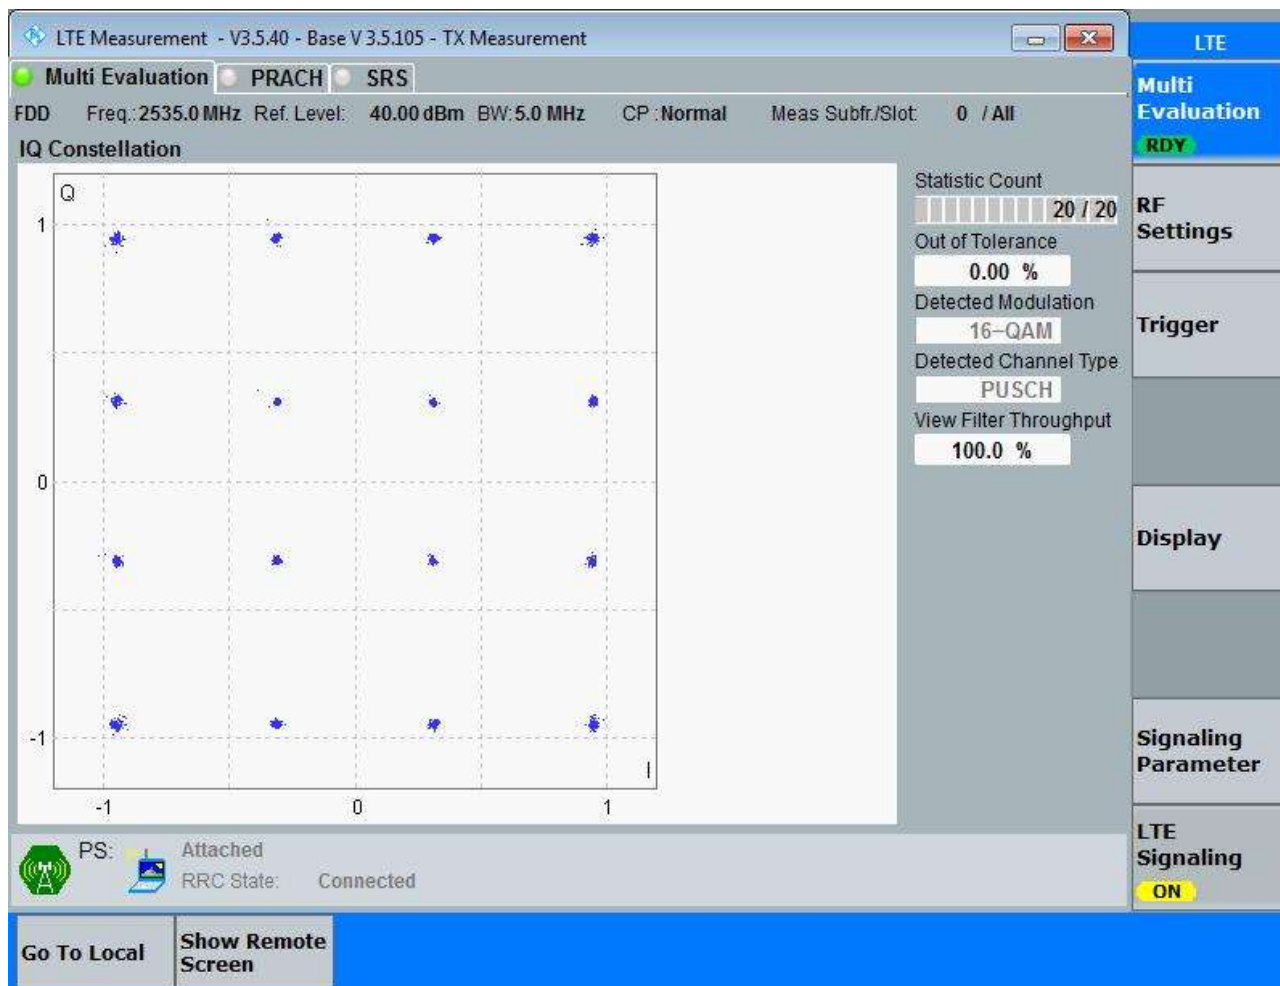 LTE Measurement - V3.5.40 - Base V 3.5.105 - TX Measurement
LTE
Multi Evaluation PRACH SRS
FDD Freq.: 2535.0 MHz Ref. Level: 40.00 dBm BW: 5.0 MHz CP : Normal Meas Subfr./Slot: 0 / All
IQ Constellation
Q
1
0
-1
-1 0 1
I
Statistic Count
20 / 20
Out of Tolerance
0.00 %
Detected Modulation
16-QAM
Detected Channel Type
PUSCH
View Filter Throughput
100.0 %
Multi
Evaluation
RDY
RF
Settings
Trigger
Display
Signaling
Parameter
LTE
Signaling
ON
PS: Attached
RRC State: Connected
Go To Local
Show Remote
Screen